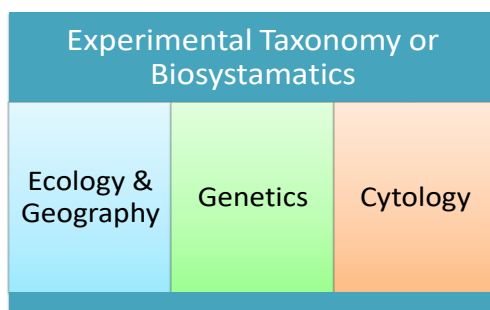 Experimental Taxonomy or
Biosystamatics
Ecology &
Geography
Genetics
Cytology